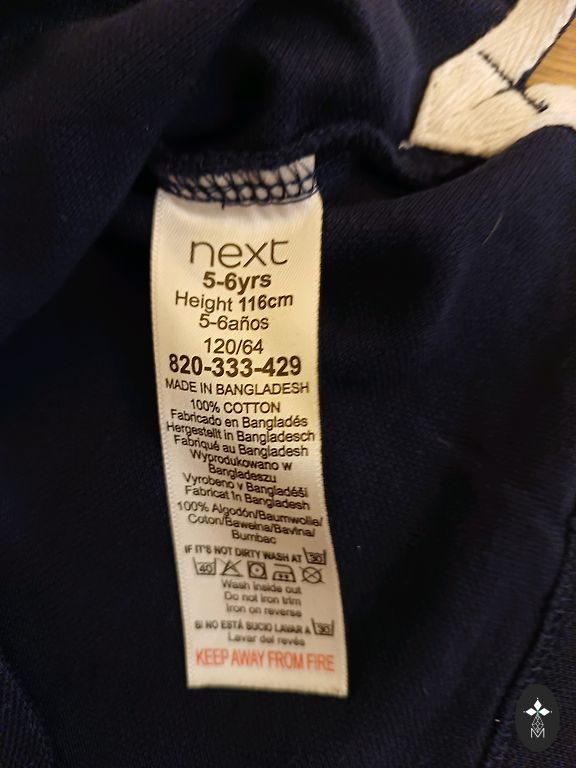 next
5-6yrs
Height 116cm
5-6años
120/64
820-333-429
MADE IN BANGLADESH
100% COTTON
Fabricado en Bangladés
Hergestellt in Bangladesch
Fabriqué au Bangladesh
Wyprodukowano w
Bangladeszu
Vyrobeno v Bangladéši
Fabricat în Bangladesh
100% Algodón/Baumwolle/
Coton/Bawełna/Bavlna/
Bumbac
IF IT'S NOT DIRTY WASH AT 30
40
Wash inside out
Do not iron trim
Iron on reverse
SI NO ESTÁ SUCIO LAVAR A 30
Lavar del revés
KEEP AWAY FROM FIRE
M